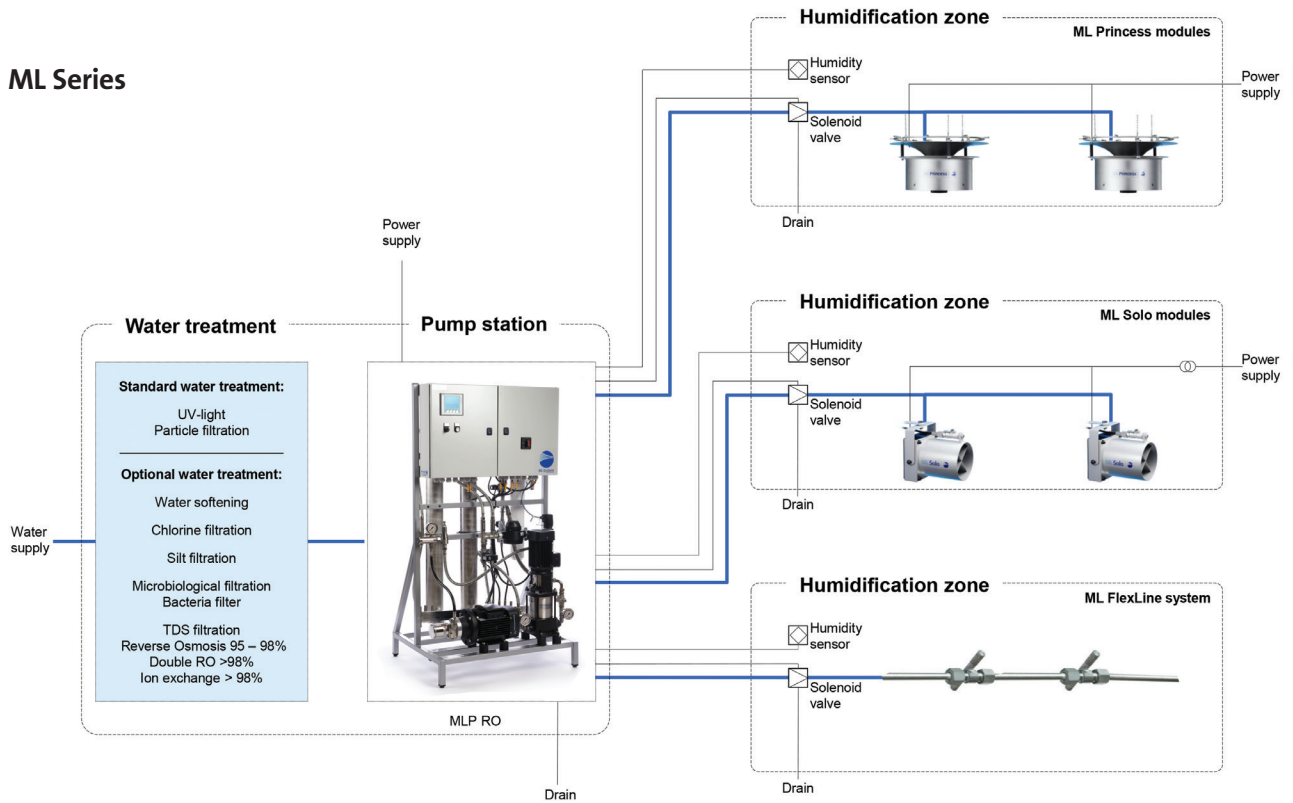 ML Series
Water treatment
Pump station
Standard water treatment:
UV-light
Particle filtration
Optional water treatment:
Water softening
Chlorine filtration
Silt filtration
Microbiological filtration
Bacteria filter
TDS filtration
Reverse Osmosis 95 – 98%
Double RO >98%
Ion exchange > 98%
Water
supply
Power
supply
MLP RO
Drain
Humidification zone
ML Princess modules
Humidity
sensor
Solenoid
valve
Princess
Princess
Power
supply
Drain
Humidification zone
ML Solo modules
Humidity
sensor
Solenoid
valve
Solo
Solo
Power
supply
Drain
Humidification zone
ML FlexLine system
Humidity
sensor
Solenoid
valve
Drain